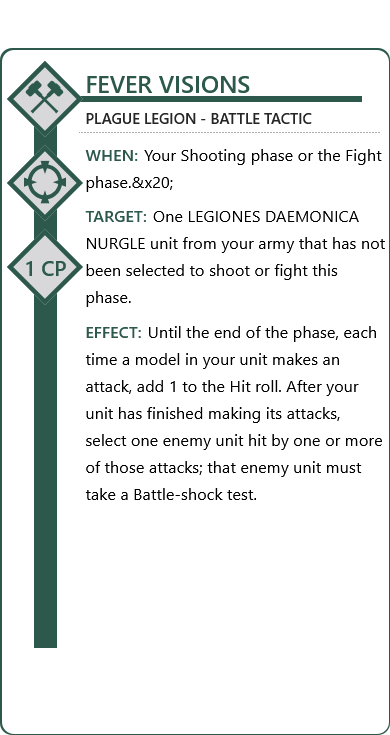 FEVER VISIONS
PLAGUE LEGION - BATTLE TACTIC
WHEN: Your Shooting phase or the Fight
phase.&x20;
TARGET: One LEGIONES DAEMONICA
NURGLE unit from your army that has not
been selected to shoot or fight this
phase.
1 CP
EFFECT: Until the end of the phase, each
time a model in your unit makes an
attack, add 1 to the Hit roll. After your
unit has finished making its attacks,
select one enemy unit hit by one or more
of those attacks; that enemy unit must
take a Battle-shock test.